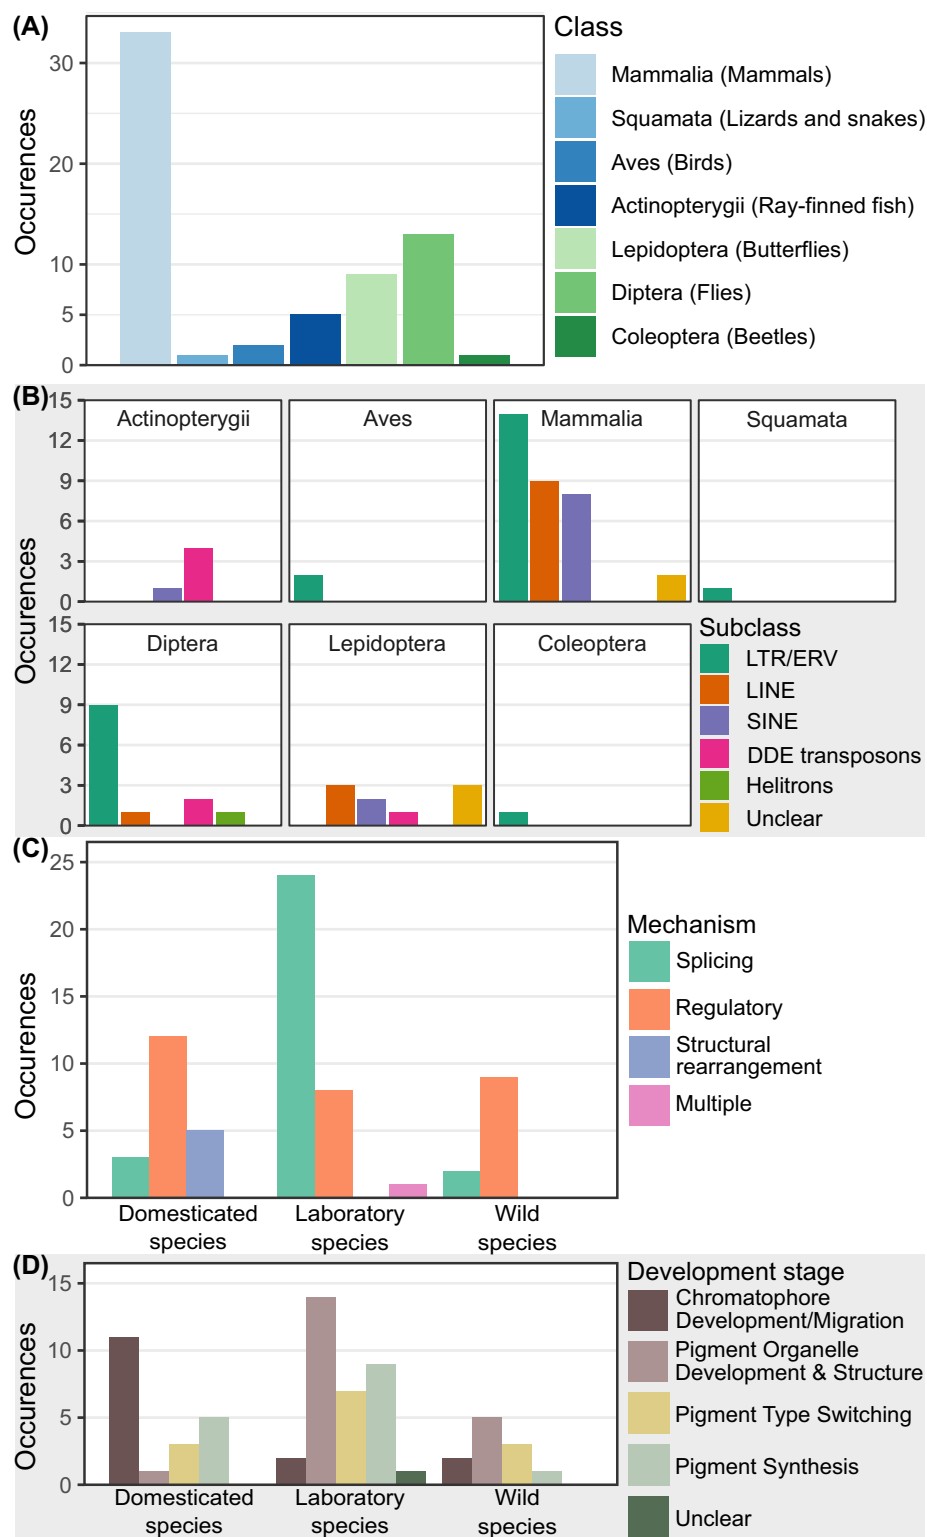 (A)
Occurences
30
20
10
5
0
Class
Mammalia (Mammals)
Squamata (Lizards and snakes)
Aves (Birds)
Actinopterygii (Ray-finned fish)
Lepidoptera (Butterflies)
Diptera (Flies)
Coleoptera (Beetles)
(B)
Occurences
15
12
9
6
3
0
Actinopterygii
Aves
Mammalia
Squamata
15
12
9
6
3
0
Diptera
Lepidoptera
Coleoptera
Subclass
LTR/ERV
LINE
SINE
DDE transposons
Helitrons
Unclear
(C)
Occurences
25
20
15
10
5
0
Domesticated
species
Laboratory
species
Wild
species
Mechanism
Splicing
Regulatory
Structural
rearrangement
Multiple
(D)
Occurences
15
10
5
0
Domesticated
species
Laboratory
species
Wild
species
Development stage
Chromatophore
Development/Migration
Pigment Organelle
Development & Structure
Pigment Type Switching
Pigment Synthesis
Unclear